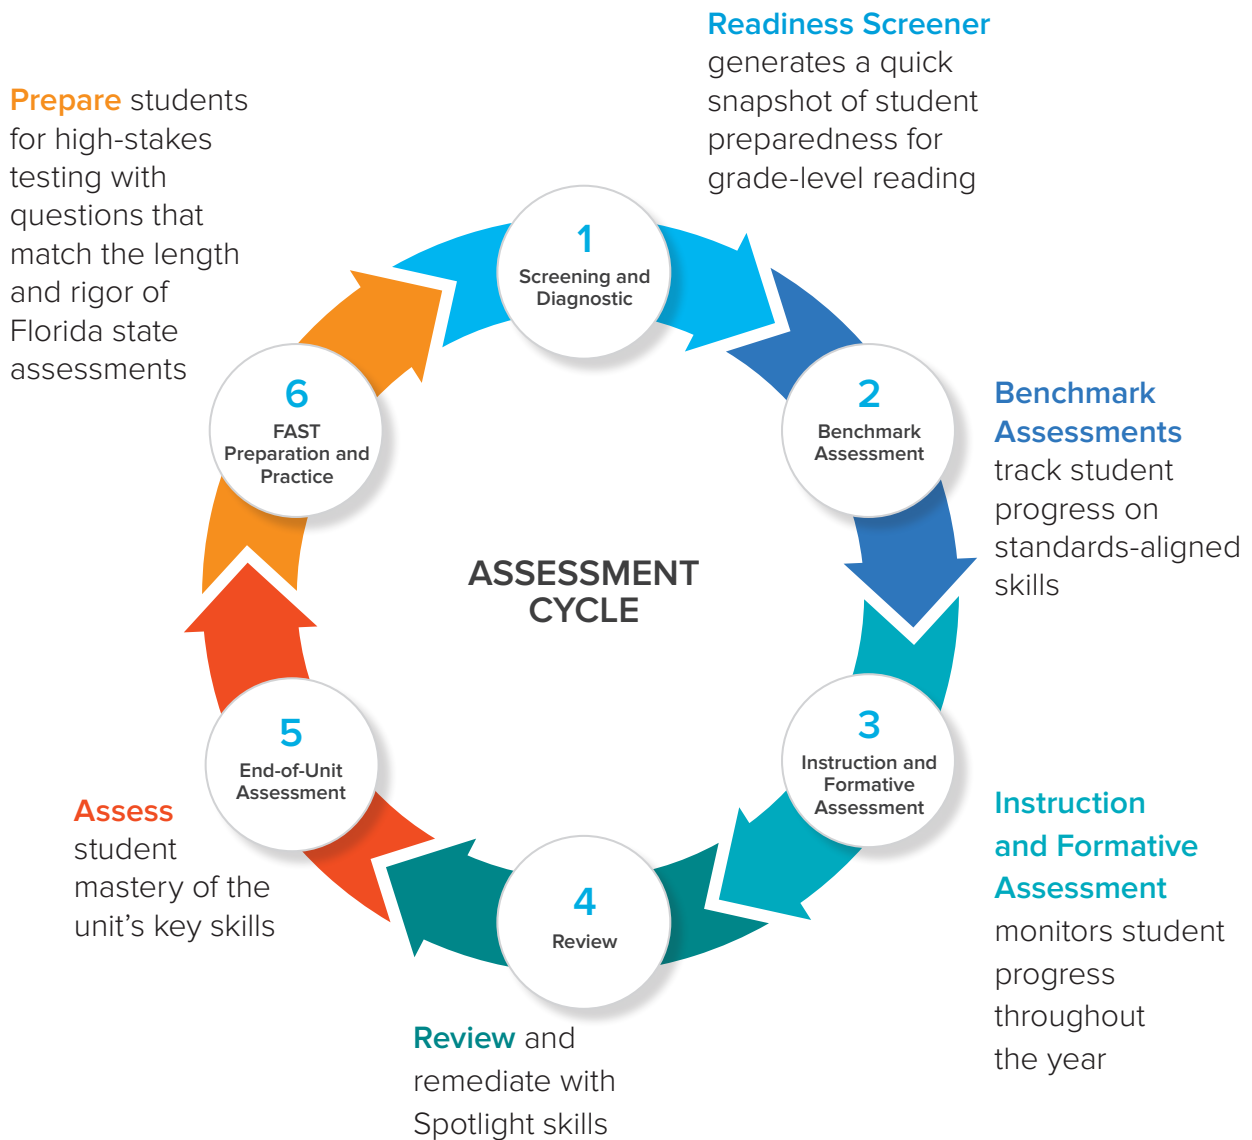 Readiness Screener
generates a quick
snapshot of student
preparedness for
grade-level reading
1
Screening and
Diagnostic
Benchmark
Assessments
track student
progress on
standards-aligned
skills
2
Benchmark
Assessment
Instruction
and Formative
Assessment
monitors student
progress
throughout
the year
3
Instruction and
Formative
Assessment
Review and
remediate with
Spotlight skills
4
Review
Assess
student
mastery of the
unit’s key skills
5
End-of-Unit
Assessment
Prepare students
for high-stakes
testing with
questions that
match the length
and rigor of
Florida state
assessments
6
FAST
Preparation and
Practice
ASSESSMENT
CYCLE